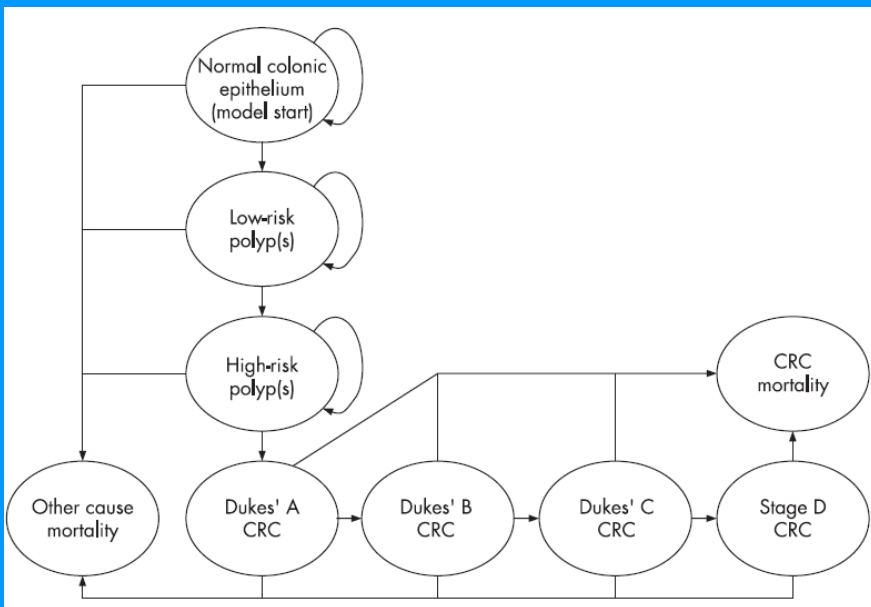 Normal colonic
epithelium
(model start)
Low-risk
polyp(s)
High-risk
polyp(s)
CRC
mortality
Other cause
mortality
Dukes' A
CRC
Dukes' B
CRC
Dukes' C
CRC
Stage D
CRC